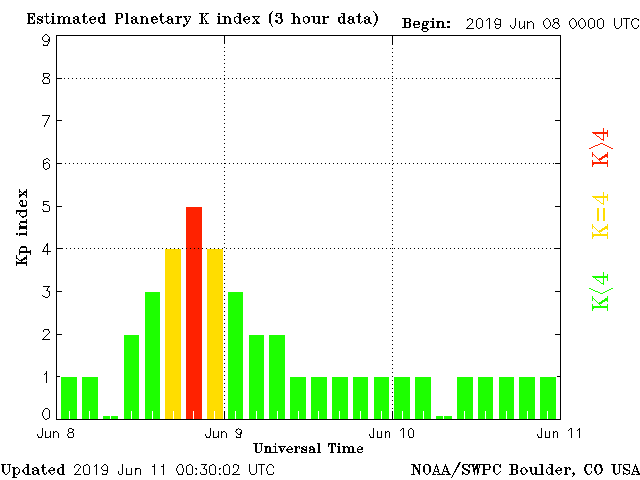 Estimated Planetary K index (3 hour data) Begin: 2019 Jun 08 0000 UTC
9
8
7
6
5
4
3
2
1
0
Kp index
K>4
K=4
K<4
Jun 8 Jun 9 Jun 10 Jun 11
Universal Time
Updated 2019 Jun 11 00:30:02 UTC NOAA/SWPC Boulder, CO USA